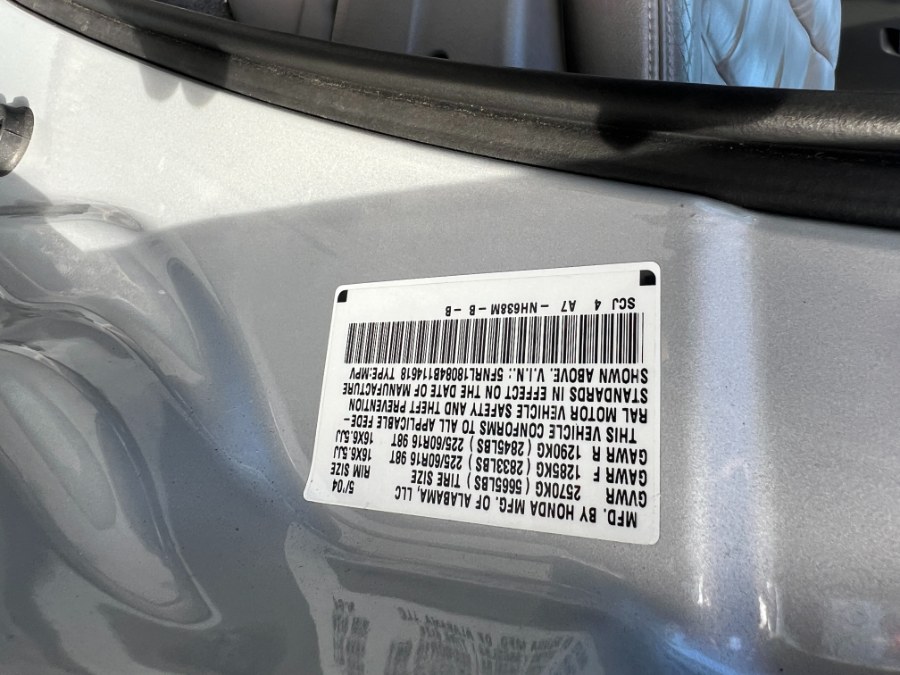 MFD. BY HONDA MFG. OF ALABAMA, LLC 5/'04
GVWR 2570KG ( 5665LBS ) TIRE SIZE RIM SIZE
GAWR F 1285KG ( 2833LBS ) 225/60R16 98T 16X6.5JJ
GAWR R 1290KG ( 2845LBS ) 225/60R16 98T 16X6.5JJ
THIS VEHICLE CONFORMS TO ALL APPLICABLE FEDE-
RAL MOTOR VEHICLE SAFETY AND THEFT PREVENTION
STANDARDS IN EFFECT ON THE DATE OF MANUFACTURE
SHOWN ABOVE. V.I.N.: 5FNRL18084B114618 TYPE:MPV
SCJ 4 A7 - NH638M - B - B